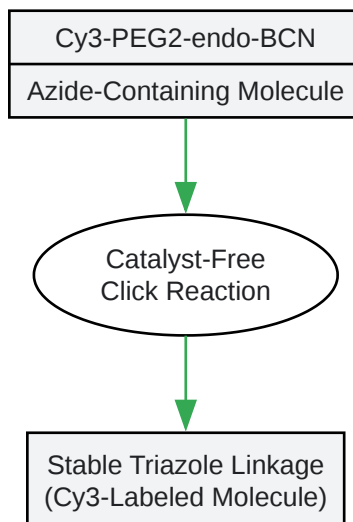 Cy3-PEG2-endo-BCN
Azide-Containing Molecule
Catalyst-Free
Click Reaction
Stable Triazole Linkage
(Cy3-Labeled Molecule)